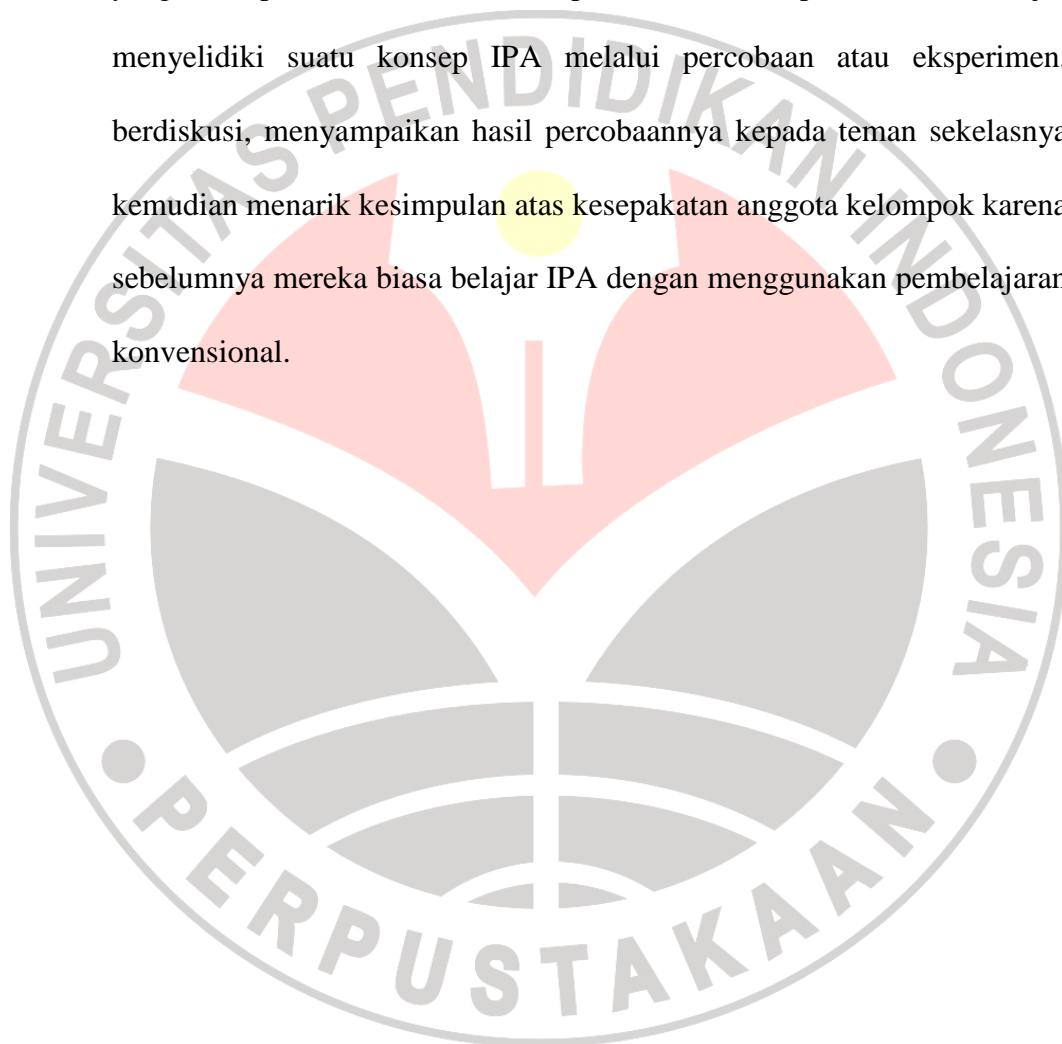 menyelidiki suatu konsep IPA melalui percobaan atau eksperimen,
berdiskusi, menyampaikan hasil percobaannya kepada teman sekelasnya
kemudian menarik kesimpulan atas kesepakatan anggota kelompok karena
sebelumnya mereka biasa belajar IPA dengan menggunakan pembelajaran
konvensional.
UNIVERSITAS PENDIDIKAN INDONESIA
PERPUSTAKAAN